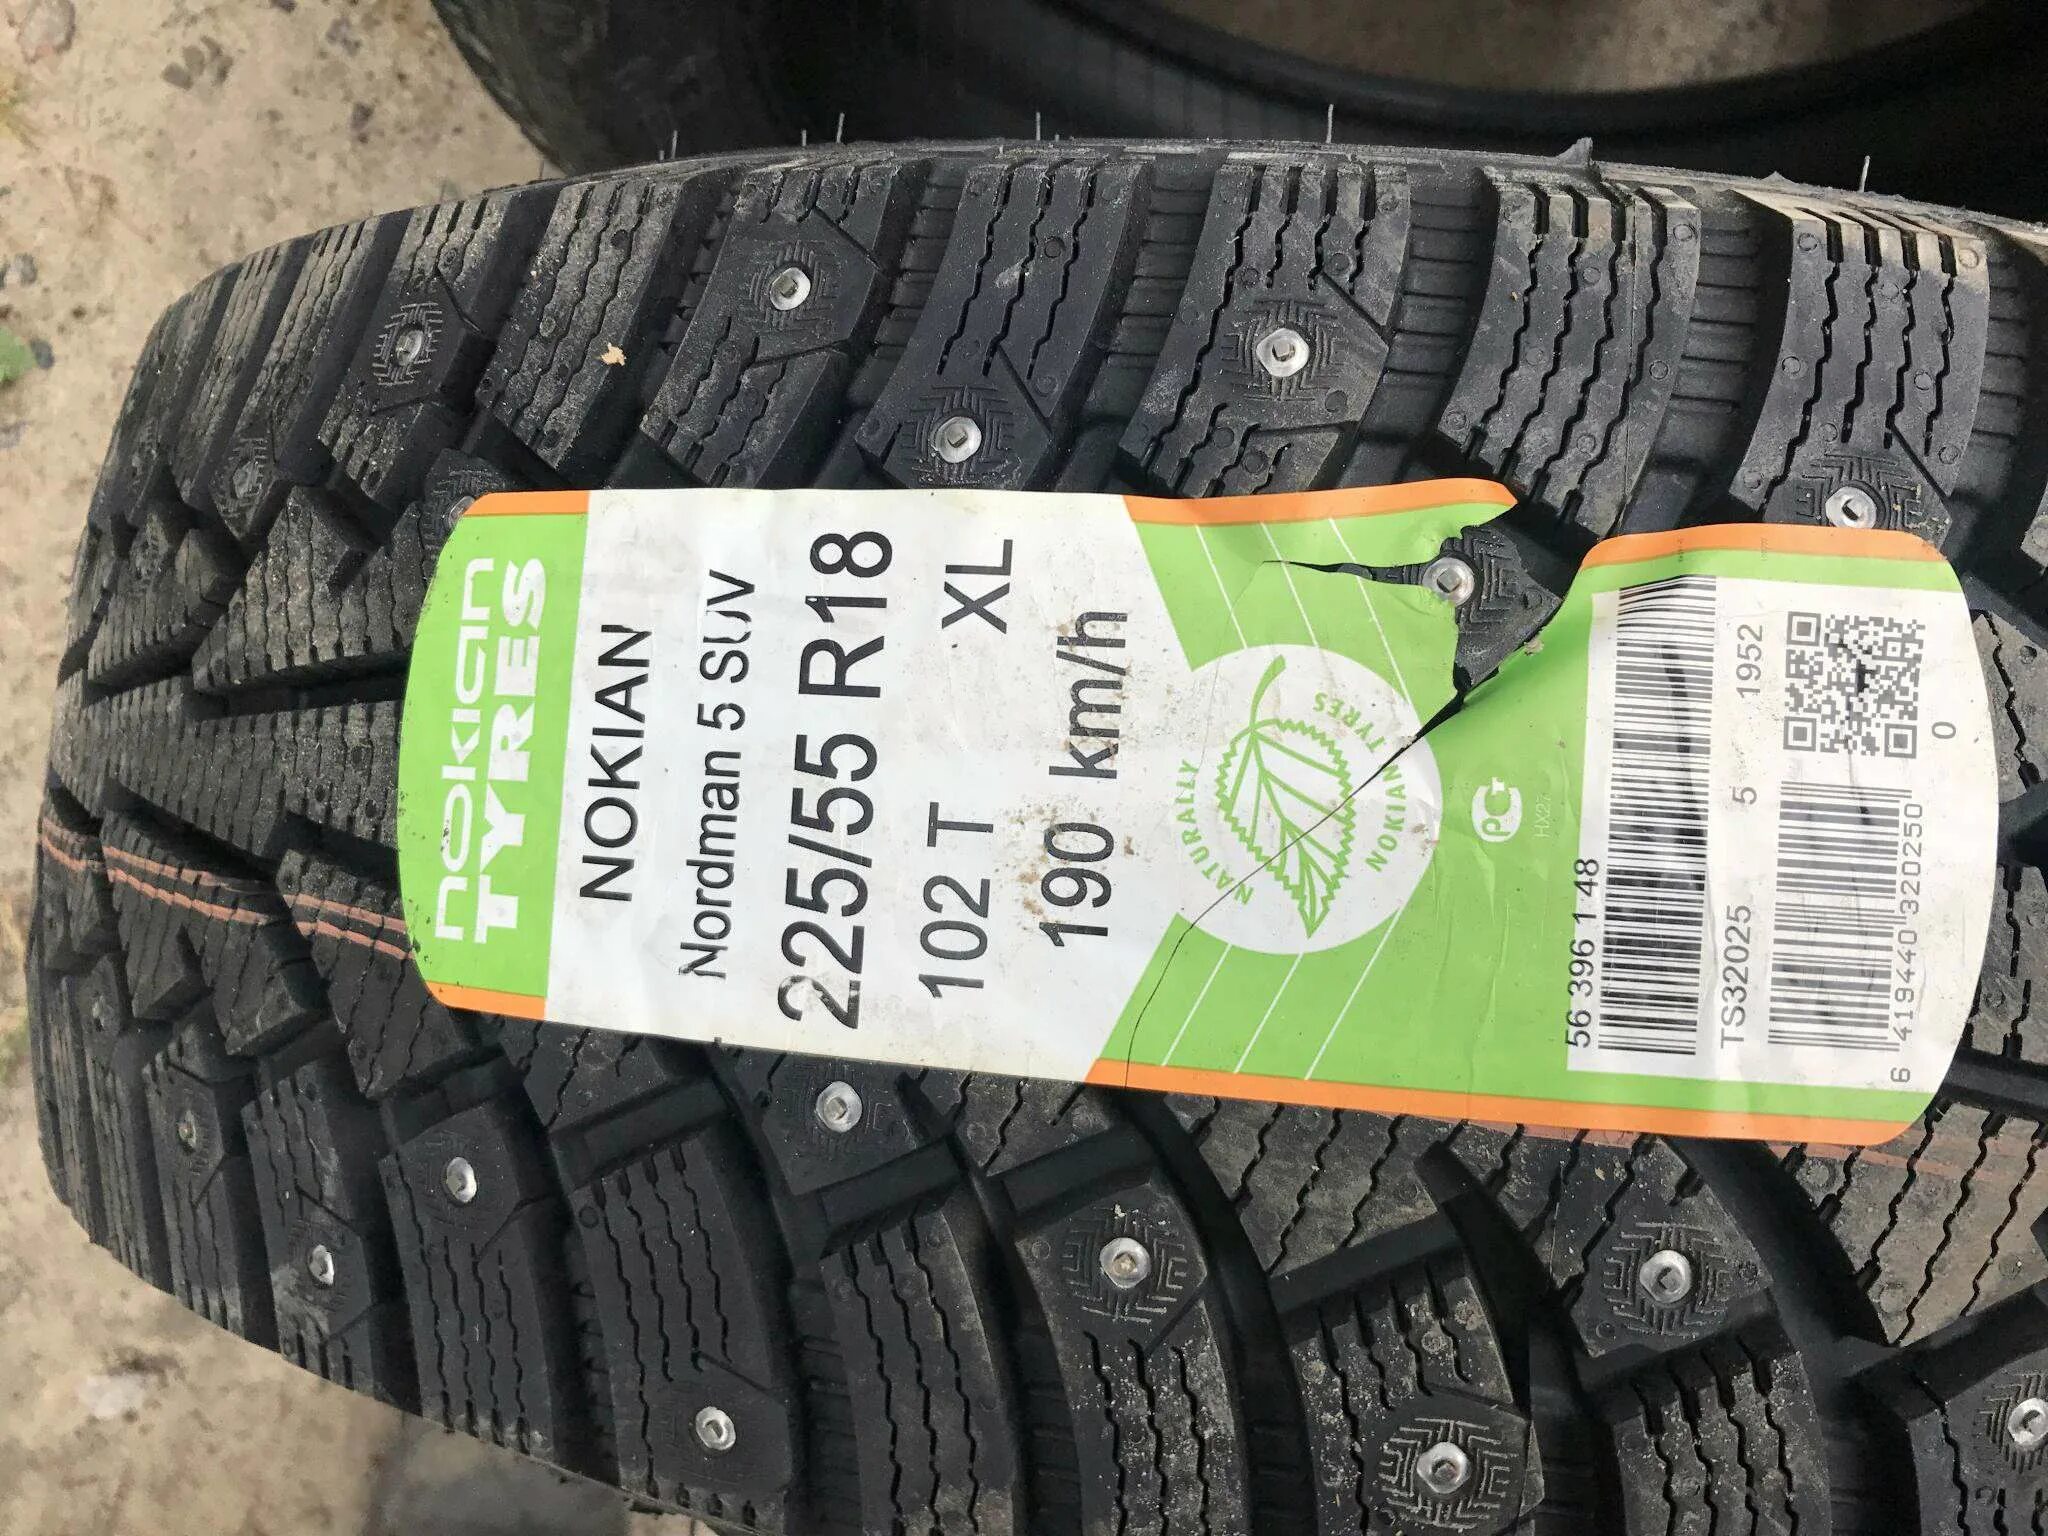 nokian
TYRES
NOKIAN
Nordman 5 SUV
225/55 R18
102 T XL
190 km/h
NATURALLY
NOKIAN TYRES
PCT
56 396 1 48
TS32025 5 1952
6 419440 320250
0